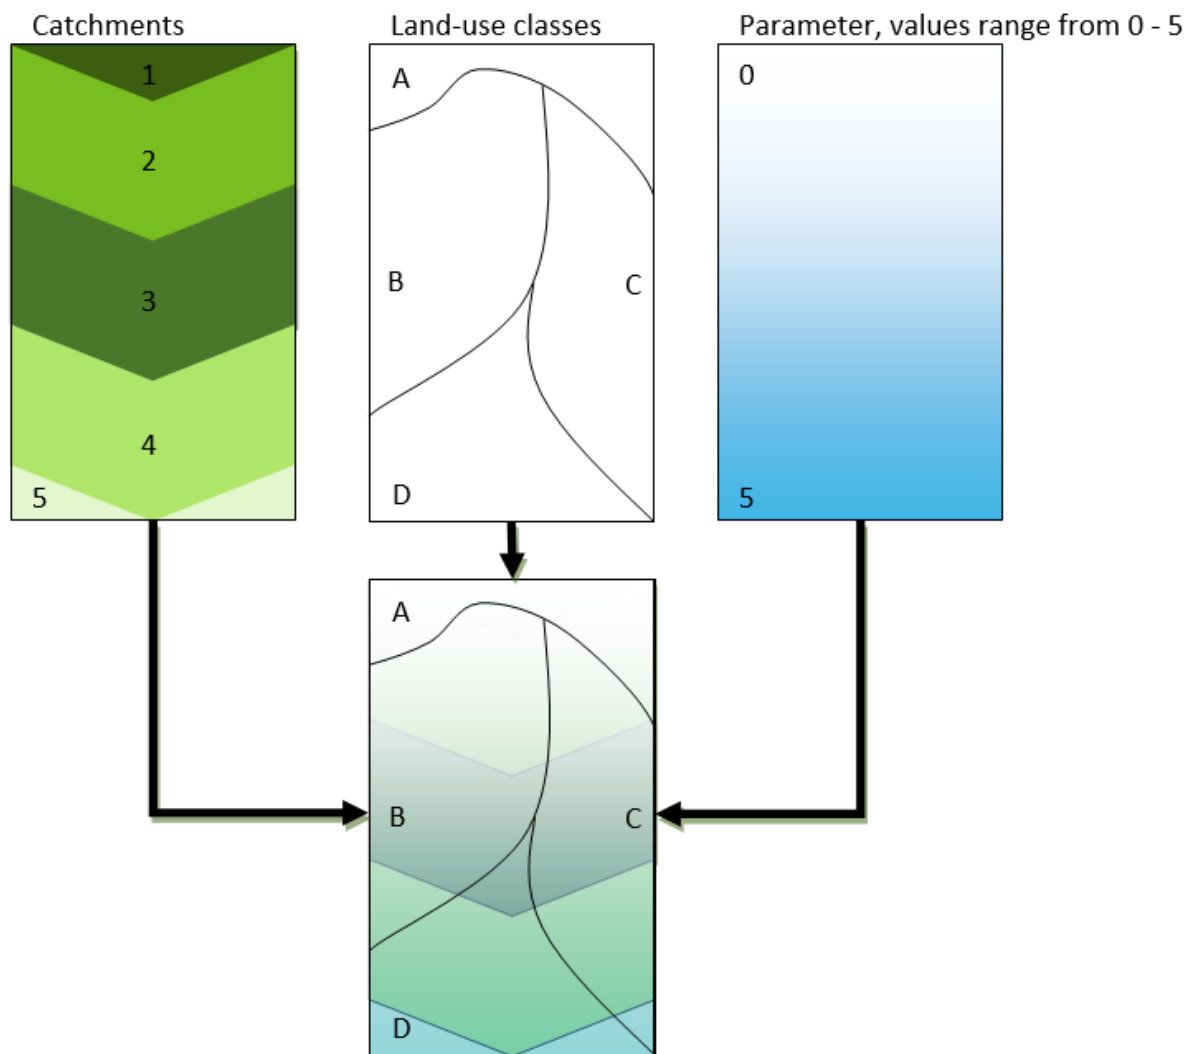 Catchments
1
2
3
4
5
Land-use classes
A
B
C
D
Parameter, values range from 0 - 5
0
5
A
B
C
D